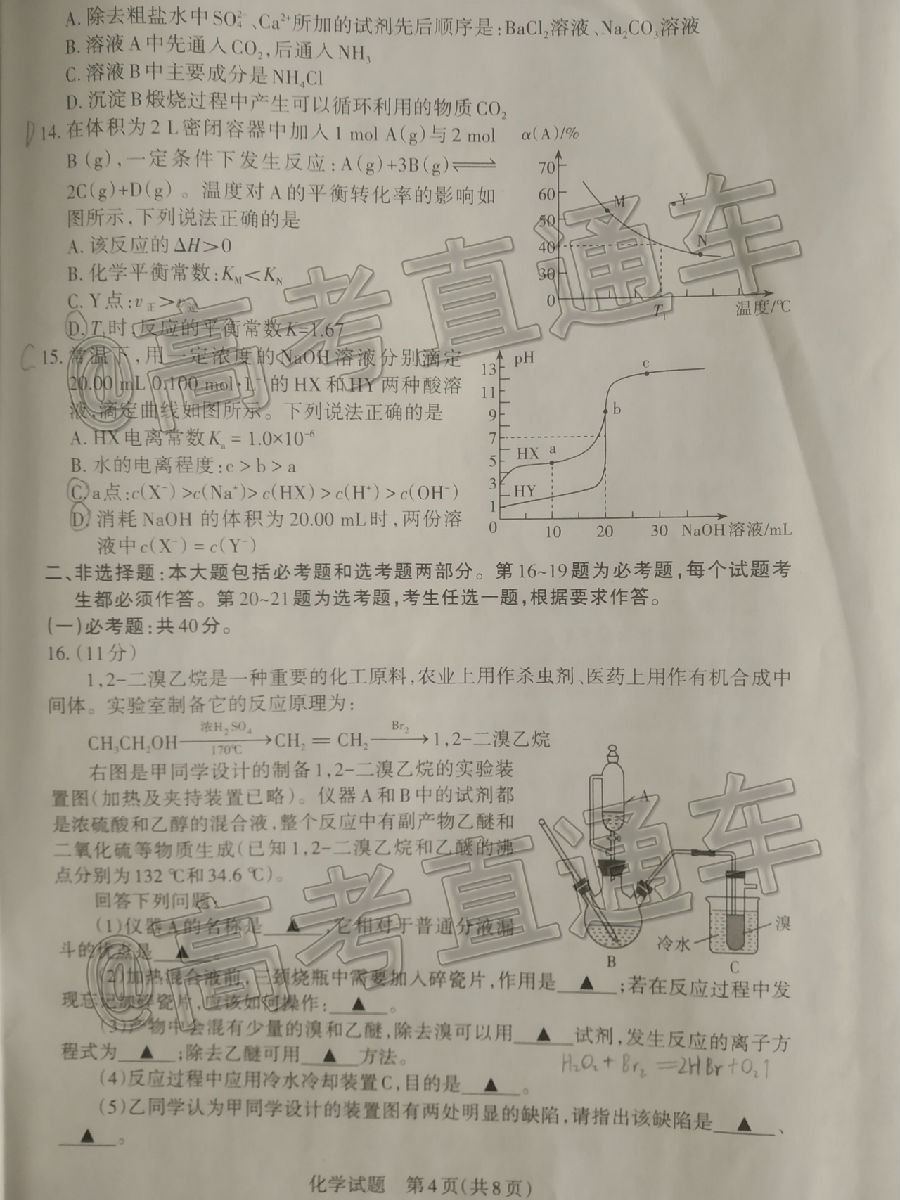 A. 除去粗盐水中SO₄²⁻、Ca²⁺所加的试剂先后顺序是:BaCl₂溶液、Na₂CO₃溶液
B. 溶液A中先通入CO₂,后通入NH₃
C. 溶液B中主要成分是NH₄Cl
D. 沉淀B煅烧过程中产生可以循环利用的物质CO₂
D 14. 在体积为2 L密闭容器中加入1 mol A(g)与2 mol
B(g),一定条件下发生反应:A(g)+3B(g)⇌
2C(g)+D(g)。温度对A的平衡转化率的影响如
图所示,下列说法正确的是
A. 该反应的ΔH>0
B. 化学平衡常数:K_M<K_N
C. Y点:v正>v逆
D. T₁时,反应的平衡常数K=1.67
α(A)/%
70
60
50
40
30
0
M
Y
N
T₁
温度/℃
C 15. 常温下,用一定浓度的NaOH溶液分别滴定
20.00 mL 0.100 mol·L⁻¹的HX和HY两种酸溶
液,滴定曲线如图所示。下列说法正确的是
A. HX电离常数Kₐ = 1.0×10⁻⁶
B. 水的电离程度:c > b > a
C. a点:c(X⁻) >c(Na⁺)> c(HX) > c(H⁺) > c(OH⁻)
D. 消耗NaOH 的体积为20.00 mL时,两份溶
液中c(X⁻) = c(Y⁻)
pH
13
11
9
7
5
3
1
0
10
20
30
NaOH溶液/mL
HX
HY
a
b
c
二、非选择题:本大题包括必考题和选考题两部分。第16~19题为必考题,每个试题考
生都必须作答。第20~21题为选考题,考生任选一题,根据要求作答。
(一)必考题:共40分。
16. (11分)
1,2-二溴乙烷是一种重要的化工原料,农业上用作杀虫剂、医药上用作有机合成中
间体。实验室制备它的反应原理为:
CH₃CH₂OH —浓H₂SO₄ 170℃→ CH₂ = CH₂ —Br₂→ 1,2-二溴乙烷
右图是甲同学设计的制备1,2-二溴乙烷的实验装
置图(加热及夹持装置已略)。仪器A和B中的试剂都
是浓硫酸和乙醇的混合液,整个反应中有副产物乙醚和
二氧化硫等物质生成(已知1,2-二溴乙烷和乙醚的沸
点分别为132 ℃和34.6 ℃)。
A
B
C
冷水
溴
回答下列问题:
(1)仪器A的名称是 ▲ ,它相对于普通分液漏
斗的优点是 ▲ 。
(2)加热混合液前,三颈烧瓶中需要加入碎瓷片,作用是 ▲ ;若在反应过程中发
现忘记加碎瓷片,应该如何操作: ▲ 。
(3)产物中会混有少量的溴和乙醚,除去溴可以用 ▲ 试剂,发生反应的离子方
程式为 ▲ ;除去乙醚可用 ▲ 方法。
H₂O₂ + Br₂ = 2HBr + O₂↑
(4)反应过程中应用冷水冷却装置C,目的是 ▲ 。
(5)乙同学认为甲同学设计的装置图有两处明显的缺陷,请指出该缺陷是 ▲ 、
▲ 。
化学试题 第4页(共8页)
@高考直通车
@高考直通车